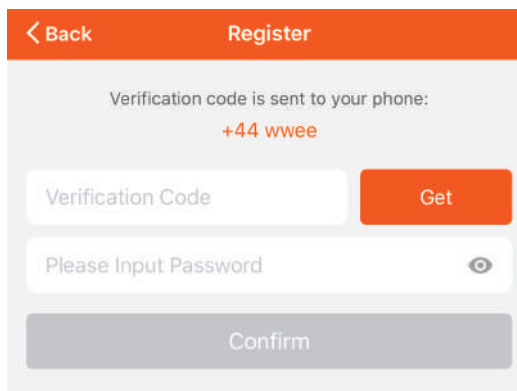 Back
Register
Verification code is sent to your phone:
+44 wwee
Verification Code
Get
Please Input Password
Confirm